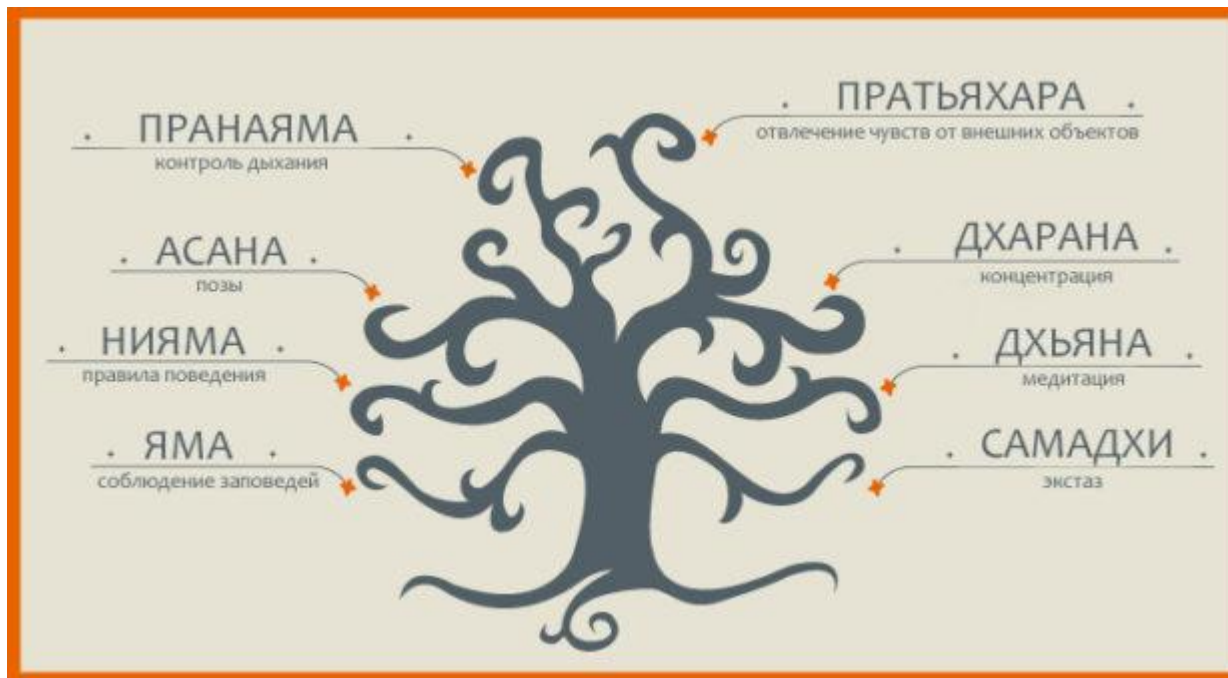 ПРАНАЯМА
контроль дыхания
АСАНА
позы
НИЯМА
правила поведения
ЯМА
соблюдение заповедей
ПРАТЬЯХАРА
отвлечение чувств от внешних объектов
ДХАРАНА
концентрация
ДХЬЯНА
медитация
САМАДХИ
экстаз